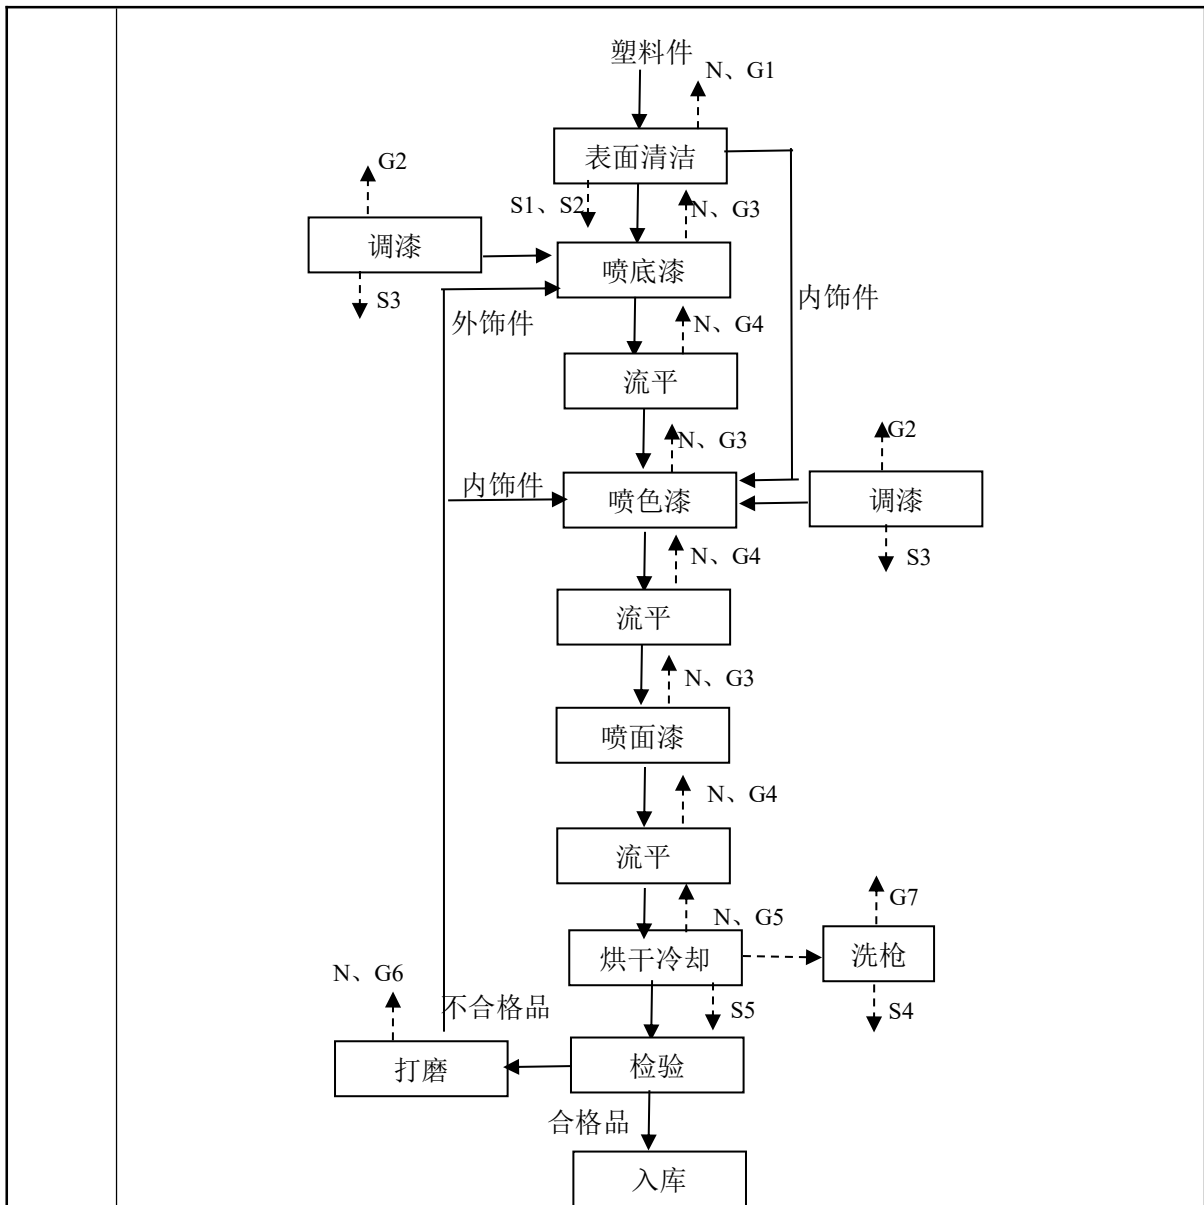 塑料件
N、G1
表面清洁
G2
S1、S2
N、G3
调漆
喷底漆
S3
外饰件
内饰件
N、G4
流平
N、G3
G2
内饰件
喷色漆
调漆
N、G4
S3
流平
N、G3
喷面漆
N、G4
流平
G7
N、G5
烘干冷却
洗枪
N、G6
不合格品
S5
S4
打磨
检验
合格品
入库